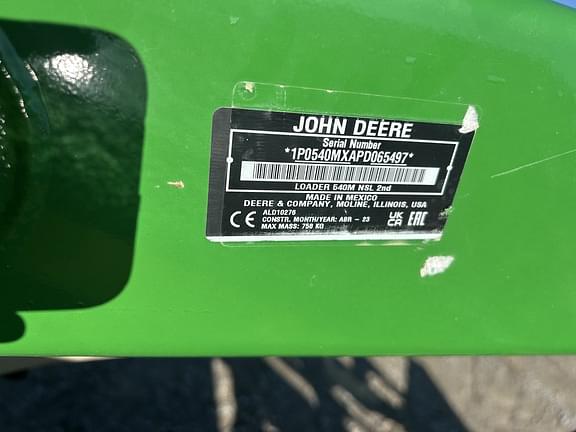 JOHN DEERE
Serial Number
*1P0540MXAPD065497*
LOADER 540M NSL 2nd
MADE IN MEXICO
DEERE & COMPANY, MOLINE, ILLINOIS, USA
CE AL010276 UK CA EAC
CONSTR. MONTH/YEAR: ABR - 23
MAX MASS: 758 KG